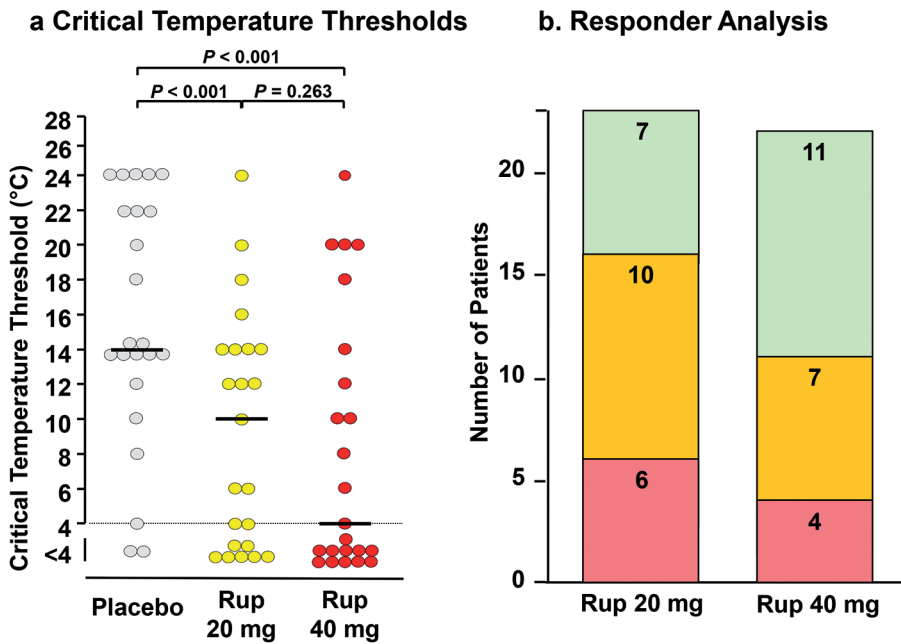 a Critical Temperature Thresholds
P < 0.001
P < 0.001
P = 0.263
Critical Temperature Threshold (°C)
28
26
24
22
20
18
16
14
12
10
8
6
4
<4
Placebo
Rup
20 mg
Rup
40 mg
b. Responder Analysis
Number of Patients
20
15
10
5
0
7
10
6
11
7
4
Rup 20 mg
Rup 40 mg